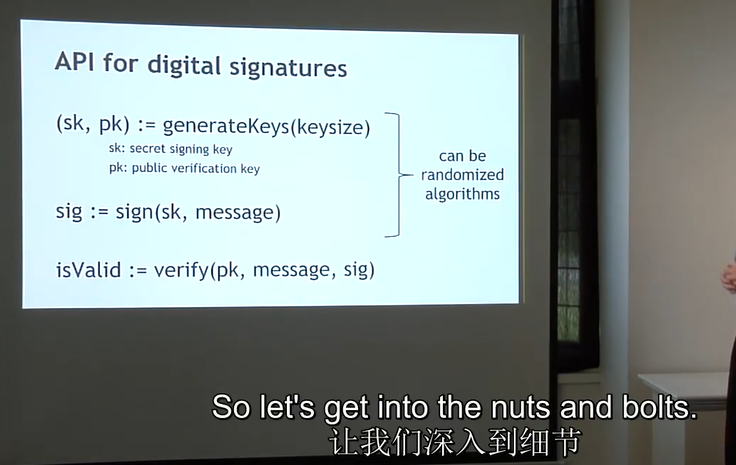 API for digital signatures
(sk, pk) := generateKeys(keysize)
sk: secret signing key
pk: public verification key
can be
randomized
algorithms
sig := sign(sk, message)
isValid := verify(pk, message, sig)
So let's get into the nuts and bolts.
让我们深入到细节